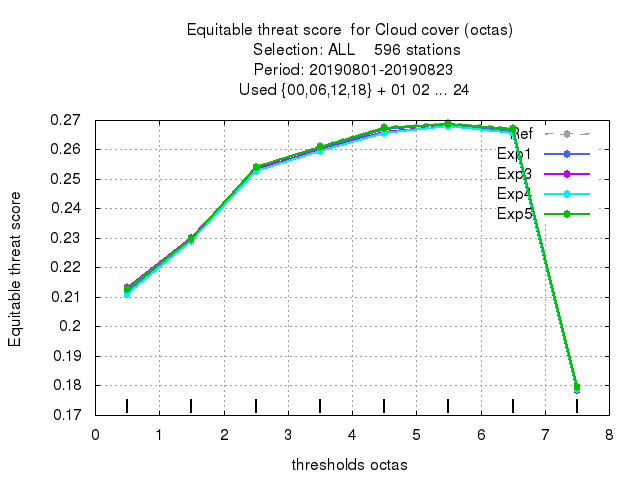 Equitable threat score  for Cloud cover (octas)
Selection: ALL    596 stations
Period: 20190801-20190823
Used {00,06,12,18} + 01 02 ... 24
0.27
0.26
0.25
0.24
0.23
0.22
0.21
0.2
0.19
0.18
0.17
Equitable threat score
Ref
Exp1
Exp3
Exp4
Exp5
0 1 2 3 4 5 6 7 8
thresholds octas